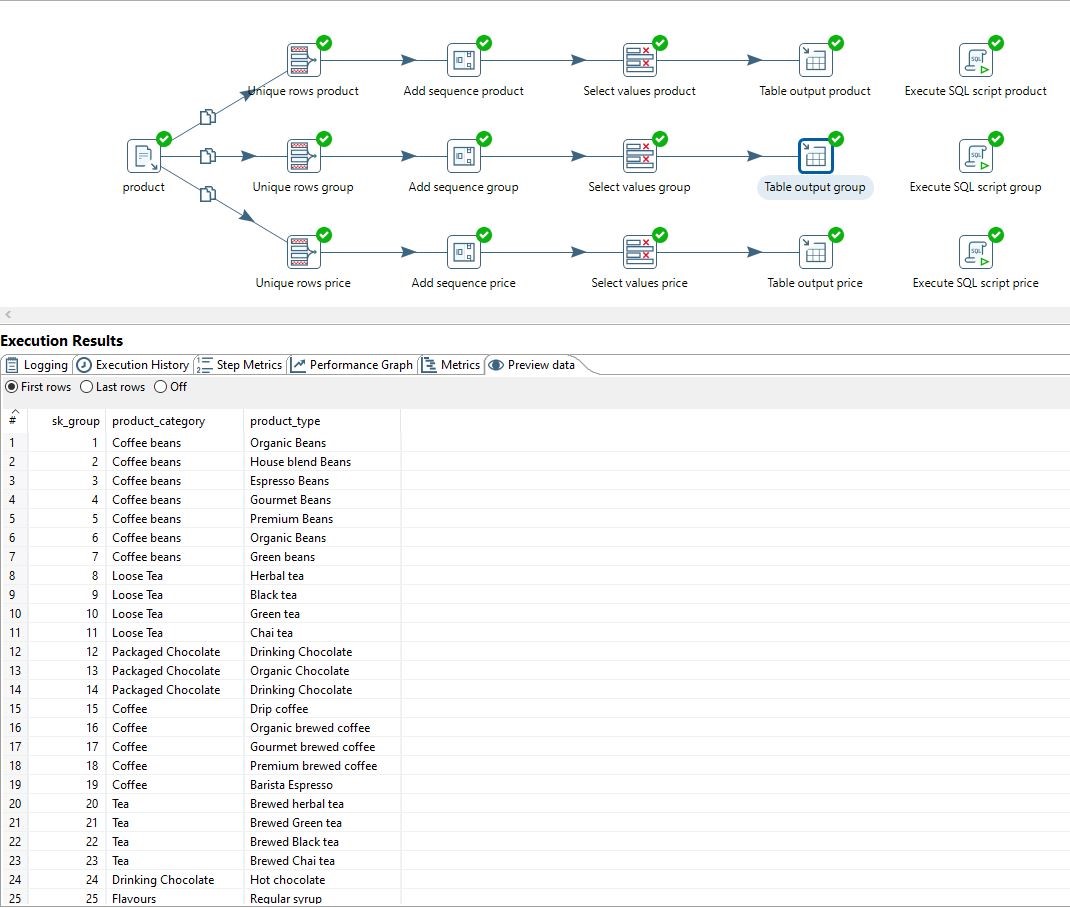 Unique rows product
Add sequence product
Select values product
Table output product
Execute SQL script product
product
Unique rows group
Add sequence group
Select values group
Table output group
Execute SQL script group
Unique rows price
Add sequence price
Select values price
Table output price
Execute SQL script price
Execution Results
Logging Execution History Step Metrics Performance Graph Metrics Preview data
First rows Last rows Off
# sk_group product_category product_type
1 1 Coffee beans Organic Beans
2 2 Coffee beans House blend Beans
3 3 Coffee beans Espresso Beans
4 4 Coffee beans Gourmet Beans
5 5 Coffee beans Premium Beans
6 6 Coffee beans Organic Beans
7 7 Coffee beans Green beans
8 8 Loose Tea Herbal tea
9 9 Loose Tea Black tea
10 10 Loose Tea Green tea
11 11 Loose Tea Chai tea
12 12 Packaged Chocolate Drinking Chocolate
13 13 Packaged Chocolate Organic Chocolate
14 14 Packaged Chocolate Drinking Chocolate
15 15 Coffee Drip coffee
16 16 Coffee Organic brewed coffee
17 17 Coffee Gourmet brewed coffee
18 18 Coffee Premium brewed coffee
19 19 Coffee Barista Espresso
20 20 Tea Brewed herbal tea
21 21 Tea Brewed Green tea
22 22 Tea Brewed Black tea
23 23 Tea Brewed Chai tea
24 24 Drinking Chocolate Hot chocolate
25 25 Flavours Regular syrup